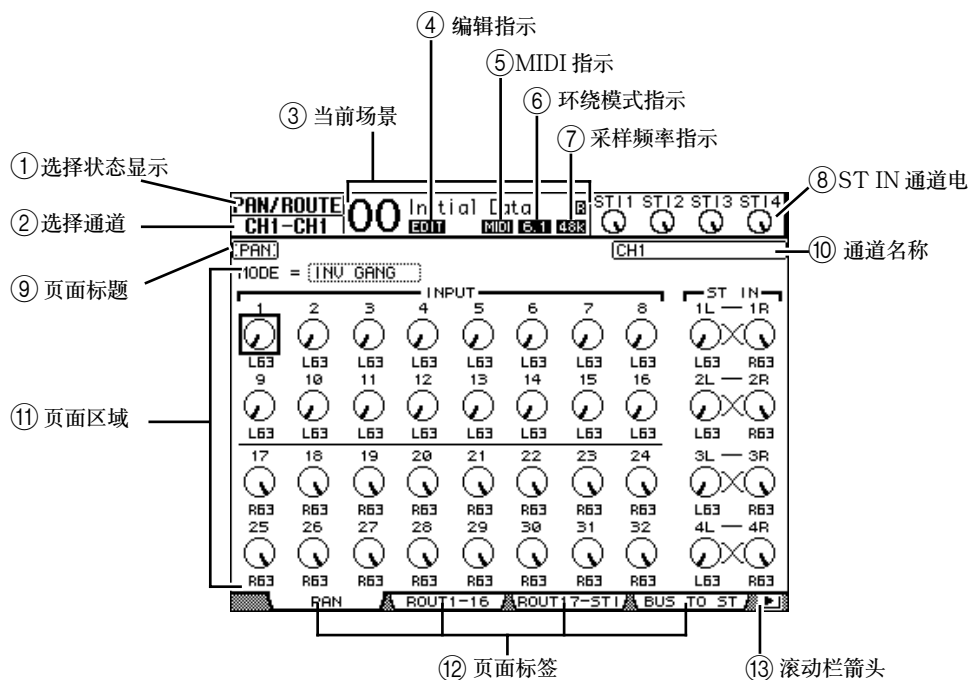 ④ 编辑指示
⑤MIDI 指示
⑥ 环绕模式指示
③ 当前场景
⑦ 采样频率指示
①选择状态显示
⑧ST IN 通道电
PAN/ROUTE 00 Initial Data R STI1 STI2 STI3 STI4
②选择通道
CH1-CH1 EDIT MIDI 6.1 48K
PAN CH1
⑩ 通道名称
MODE = INV GANG
⑨ 页面标题
INPUT ST IN
1 2 3 4 5 6 7 8 1L 1R
L63 L63 L63 L63 L63 L63 L63 L63 L63 R63
9 10 11 12 13 14 15 16 2L 2R
⑪ 页面区域
L63 L63 L63 L63 L63 L63 L63 L63 L63 R63
17 18 19 20 21 22 23 24 3L 3R
R63 R63 R63 R63 R63 R63 R63 R63 L63 R63
25 26 27 28 29 30 31 32 4L 4R
R63 R63 R63 R63 R63 R63 R63 R63 L63 R63
PAN ROUT1-16 ROUT17-STI BUS TO ST
⑫ 页面标签
⑬ 滚动栏箭头